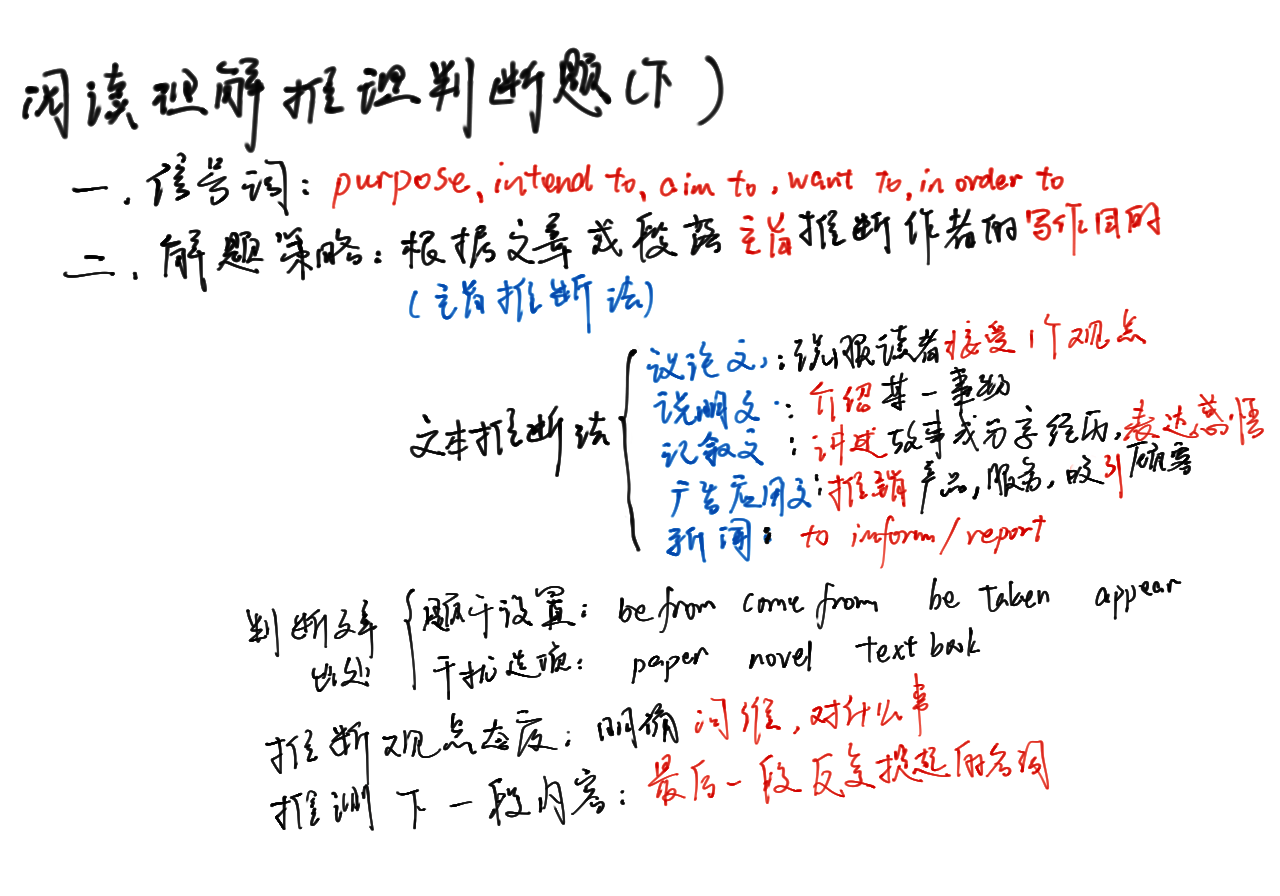 阅读理解推理判断题(下)
一.信号词:purpose, intend to, aim to, want to, in order to
二.解题策略:根据文章或段落主旨推断作者的写作目的
(主旨推断法)
议论文:说服读者接受1个观点
说明文:介绍某一事物
文本推断法
记叙文:讲述故事或分享经历,表达感悟
广告应用文:推销产品,服务,吸引顾客
新闻:to inform/report
判断文章出处
题干设置:be from come from be taken appear
干扰选项:paper novel textbook
推断观点态度:明确问谁,对什么事
推测下一段内容:最后一段反复提起的名词